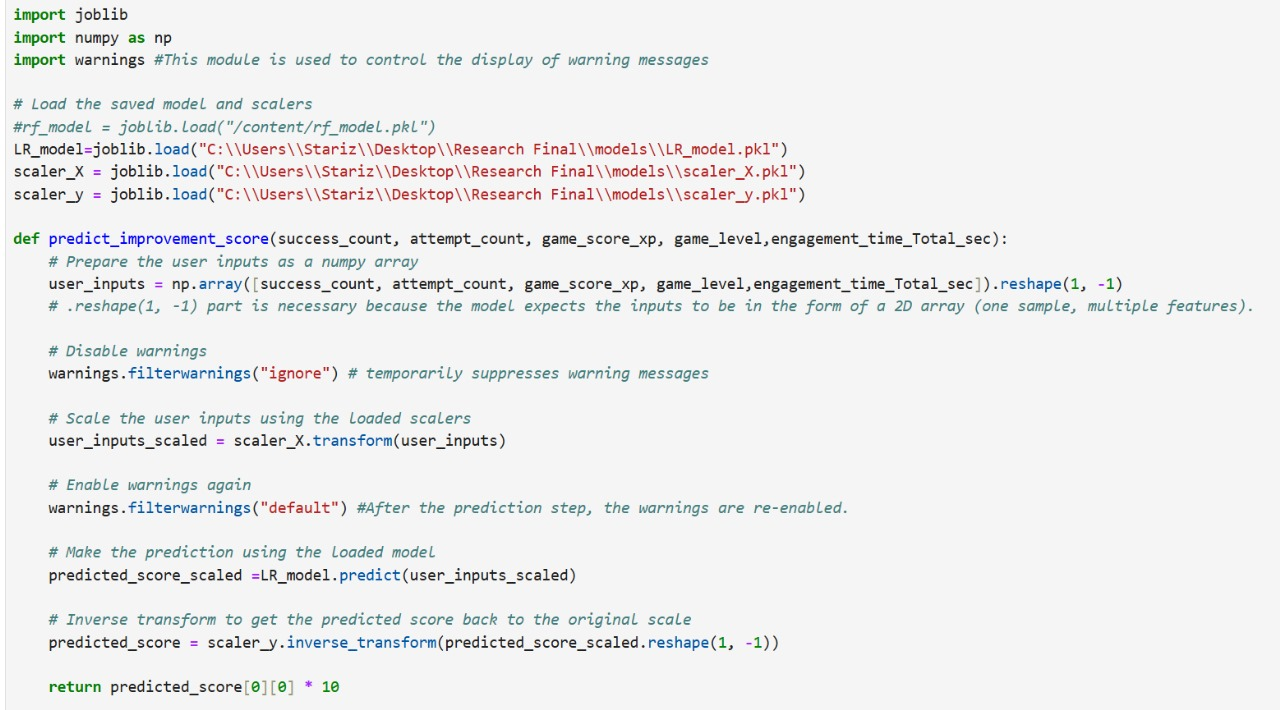 import joblib
import numpy as np
import warnings #This module is used to control the display of warning messages
# Load the saved model and scalers
#rf_model = joblib.load("/content/rf_model.pkl")
LR_model=joblib.load("C:\\Users\\Stariz\\Desktop\\Research Final\\models\\LR_model.pkl")
scaler_X = joblib.load("C:\\Users\\Stariz\\Desktop\\Research Final\\models\\scaler_X.pkl")
scaler_y = joblib.load("C:\\Users\\Stariz\\Desktop\\Research Final\\models\\scaler_y.pkl")
def predict_improvement_score(success_count, attempt_count, game_score_xp, game_level,engagement_time_Total_sec):
# Prepare the user inputs as a numpy array
user_inputs = np.array([success_count, attempt_count, game_score_xp, game_level,engagement_time_Total_sec]).reshape(1, -1)
# .reshape(1, -1) part is necessary because the model expects the inputs to be in the form of a 2D array (one sample, multiple features).
# Disable warnings
warnings.filterwarnings("ignore") # temporarily suppresses warning messages
# Scale the user inputs using the loaded scalers
user_inputs_scaled = scaler_X.transform(user_inputs)
# Enable warnings again
warnings.filterwarnings("default") #After the prediction step, the warnings are re-enabled.
# Make the prediction using the loaded model
predicted_score_scaled =LR_model.predict(user_inputs_scaled)
# Inverse transform to get the predicted score back to the original scale
predicted_score = scaler_y.inverse_transform(predicted_score_scaled.reshape(1, -1))
return predicted_score[0][0] * 10